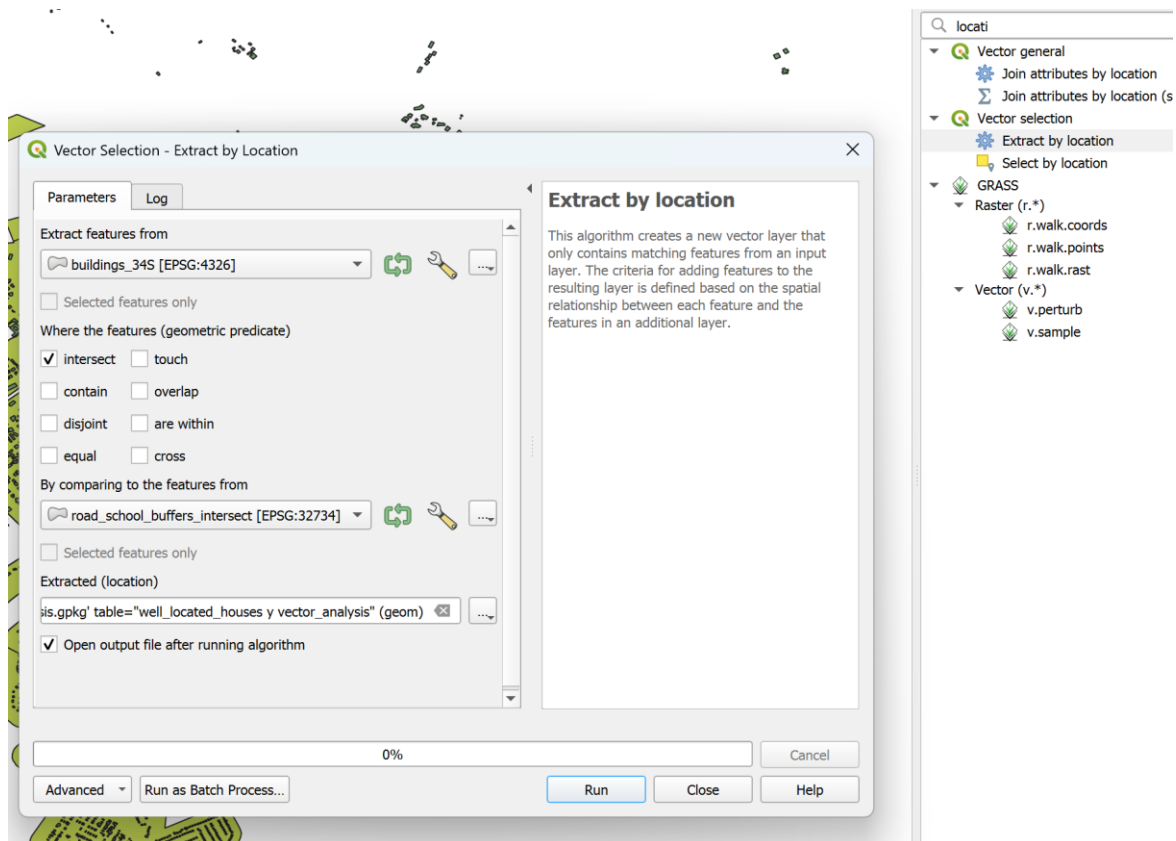 Vector Selection - Extract by Location
Parameters
Log
Extract features from
buildings_34S [EPSG:4326]
...
Selected features only
Where the features (geometric predicate)
intersect
touch
contain
overlap
disjoint
are within
equal
cross
By comparing to the features from
road_school_buffers_intersect [EPSG:32734]
...
Selected features only
Extracted (location)
sis.gpkg' table="well_located_houses y vector_analysis" (geom)
...
Open output file after running algorithm
Extract by location
This algorithm creates a new vector layer that
only contains matching features from an input
layer. The criteria for adding features to the
resulting layer is defined based on the spatial
relationship between each feature and the
features in an additional layer.
0%
Cancel
Advanced
Run as Batch Process...
Run
Close
Help
locati
Vector general
Join attributes by location
Join attributes by location (s
Vector selection
Extract by location
Select by location
GRASS
Raster (r.*)
r.walk.coords
r.walk.points
r.walk.rast
Vector (v.*)
v.perturb
v.sample